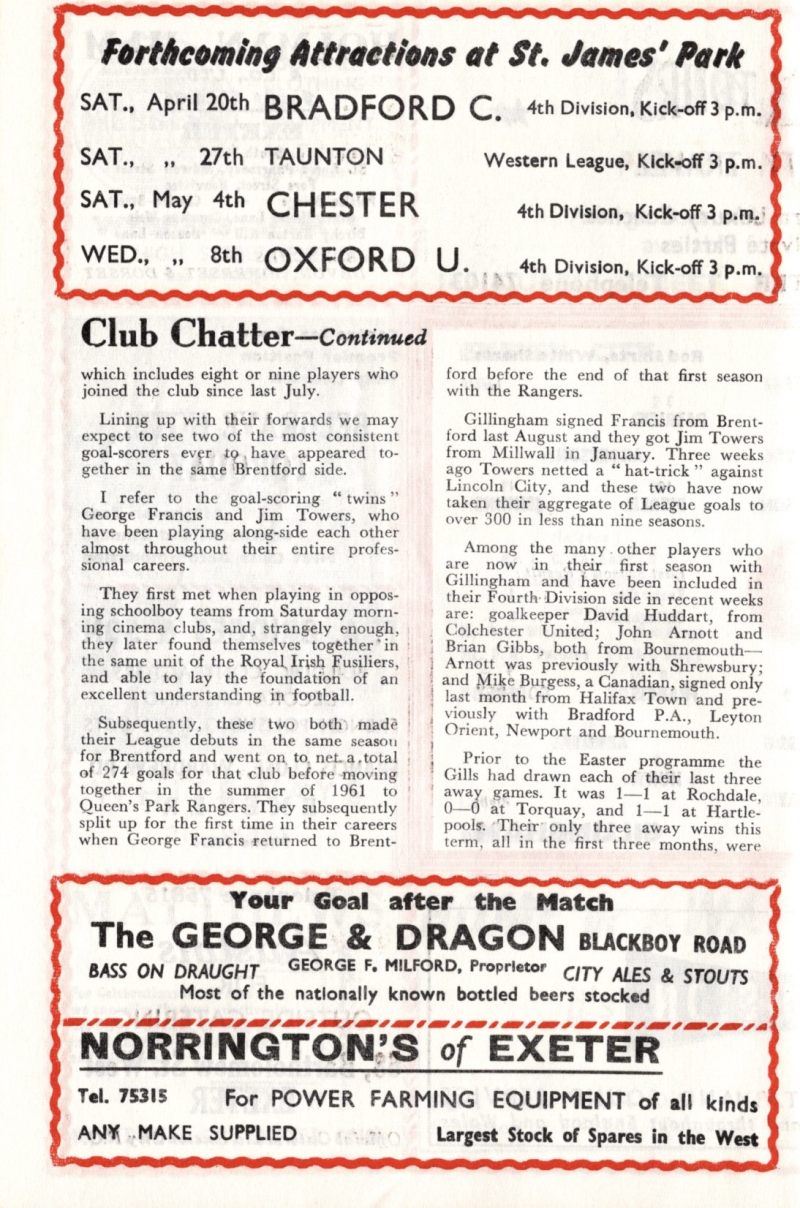 Forthcoming Attractions at St. James' Park
SAT., April 20th BRADFORD C. 4th Division, Kick-off 3 p.m.
SAT., ,, 27th TAUNTON Western League, Kick-off 3 p.m.
SAT., May 4th CHESTER 4th Division, Kick-off 3 p.m.
WED., ,, 8th OXFORD U. 4th Division, Kick-off 3 p.m.
Club Chatter—Continued
which includes eight or nine players who
joined the club since last July.
Lining up with their forwards we may
expect to see two of the most consistent
goal-scorers ever to have appeared to-
gether in the same Brentford side.
I refer to the goal-scoring "twins"
George Francis and Jim Towers, who
have been playing along-side each other
almost throughout their entire profes-
sional careers.
They first met when playing in oppos-
ing schoolboy teams from Saturday morn-
ing cinema clubs, and, strangely enough,
they later found themselves together in
the same unit of the Royal Irish Fusiliers,
and able to lay the foundation of an
excellent understanding in football.
Subsequently, these two both made
their League debuts in the same season
for Brentford and went on to net a total
of 274 goals for that club before moving
together in the summer of 1961 to
Queen's Park Rangers. They subsequently
split up for the first time in their careers
when George Francis returned to Brent-
ford before the end of that first season
with the Rangers.
Gillingham signed Francis from Brent-
ford last August and they got Jim Towers
from Millwall in January. Three weeks
ago Towers netted a "hat-trick" against
Lincoln City, and these two have now
taken their aggregate of League goals to
over 300 in less than nine seasons.
Among the many other players who
are now in their first season with
Gillingham and have been included in
their Fourth Division side in recent weeks
are: goalkeeper David Huddart, from
Colchester United; John Arnott and
Brian Gibbs, both from Bournemouth—
Arnott was previously with Shrewsbury;
and Mike Burgess, a Canadian, signed only
last month from Halifax Town and pre-
viously with Bradford P.A., Leyton
Orient, Newport and Bournemouth.
Prior to the Easter programme the
Gills had drawn each of their last three
away games. It was 1—1 at Rochdale,
0—0 at Torquay, and 1—1 at Hartle-
pools. Their only three away wins this
term, all in the first three months, were
Your Goal after the Match
The GEORGE & DRAGON BLACKBOY ROAD
BASS ON DRAUGHT GEORGE F. MILFORD, Proprietor CITY ALES & STOUTS
Most of the nationally known bottled beers stocked
NORRINGTON'S of EXETER
Tel. 75315 For POWER FARMING EQUIPMENT of all kinds
ANY MAKE SUPPLIED Largest Stock of Spares in the West